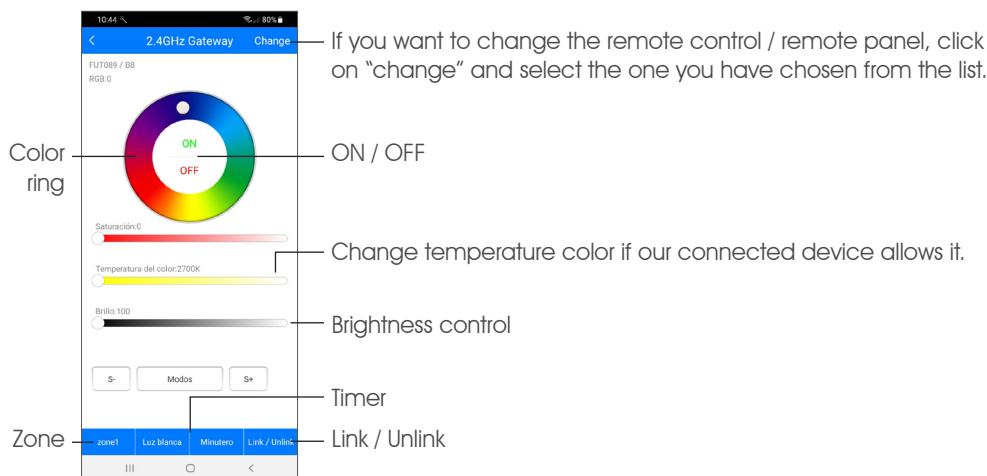 10:44 80%
2.4GHz Gateway Change
If you want to change the remote control / remote panel, click
on “change” and select the one you have chosen from the list.
FUT089 / B8
RGB:0
Color
ring
ON
OFF
ON / OFF
Saturación:0
Change temperature color if our connected device allows it.
Temperatura del color:2700K
Brillo:100
Brightness control
S- Modos S+
Timer
Zone
zone1 Luz blanca Minutero Link / Unlink
Link / Unlink